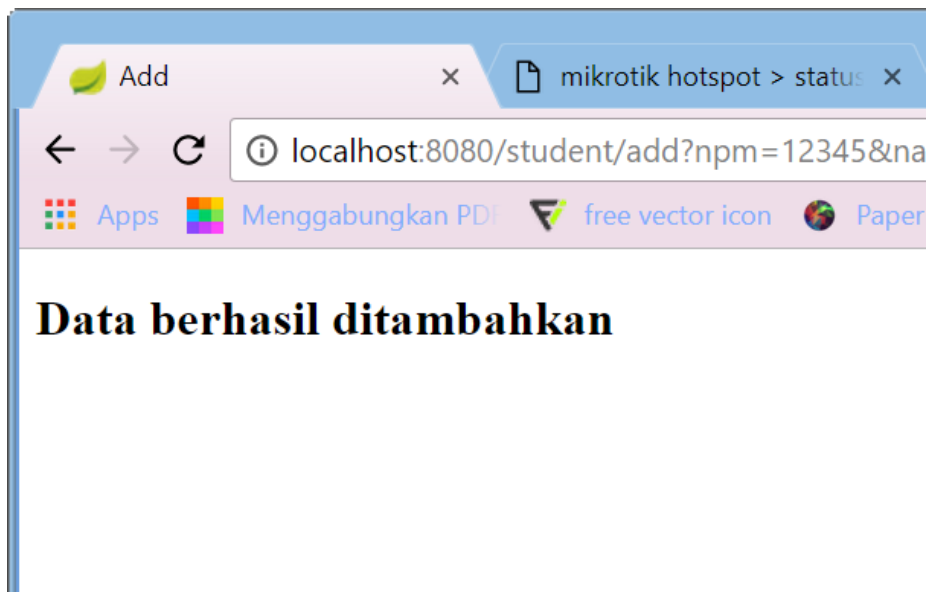 Add
mikrotik hotspot > status
localhost:8080/student/add?npm=12345&na
Apps Menggabungkan PDF free vector icon Paper
Data berhasil ditambahkan